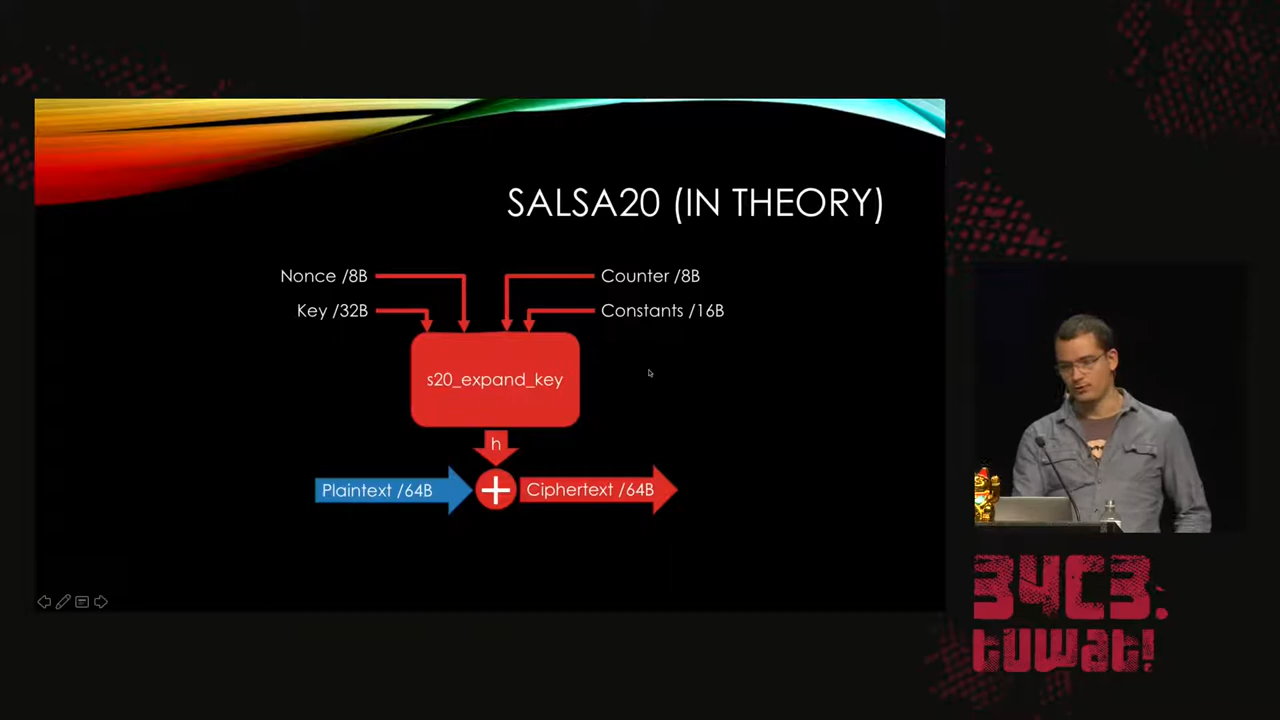 SALSA20 (IN THEORY)
Nonce /8B
Counter /8B
Key /32B
Constants /16B
s20_expand_key
h
Plaintext /64B
Ciphertext /64B
34C3.
tuwat!